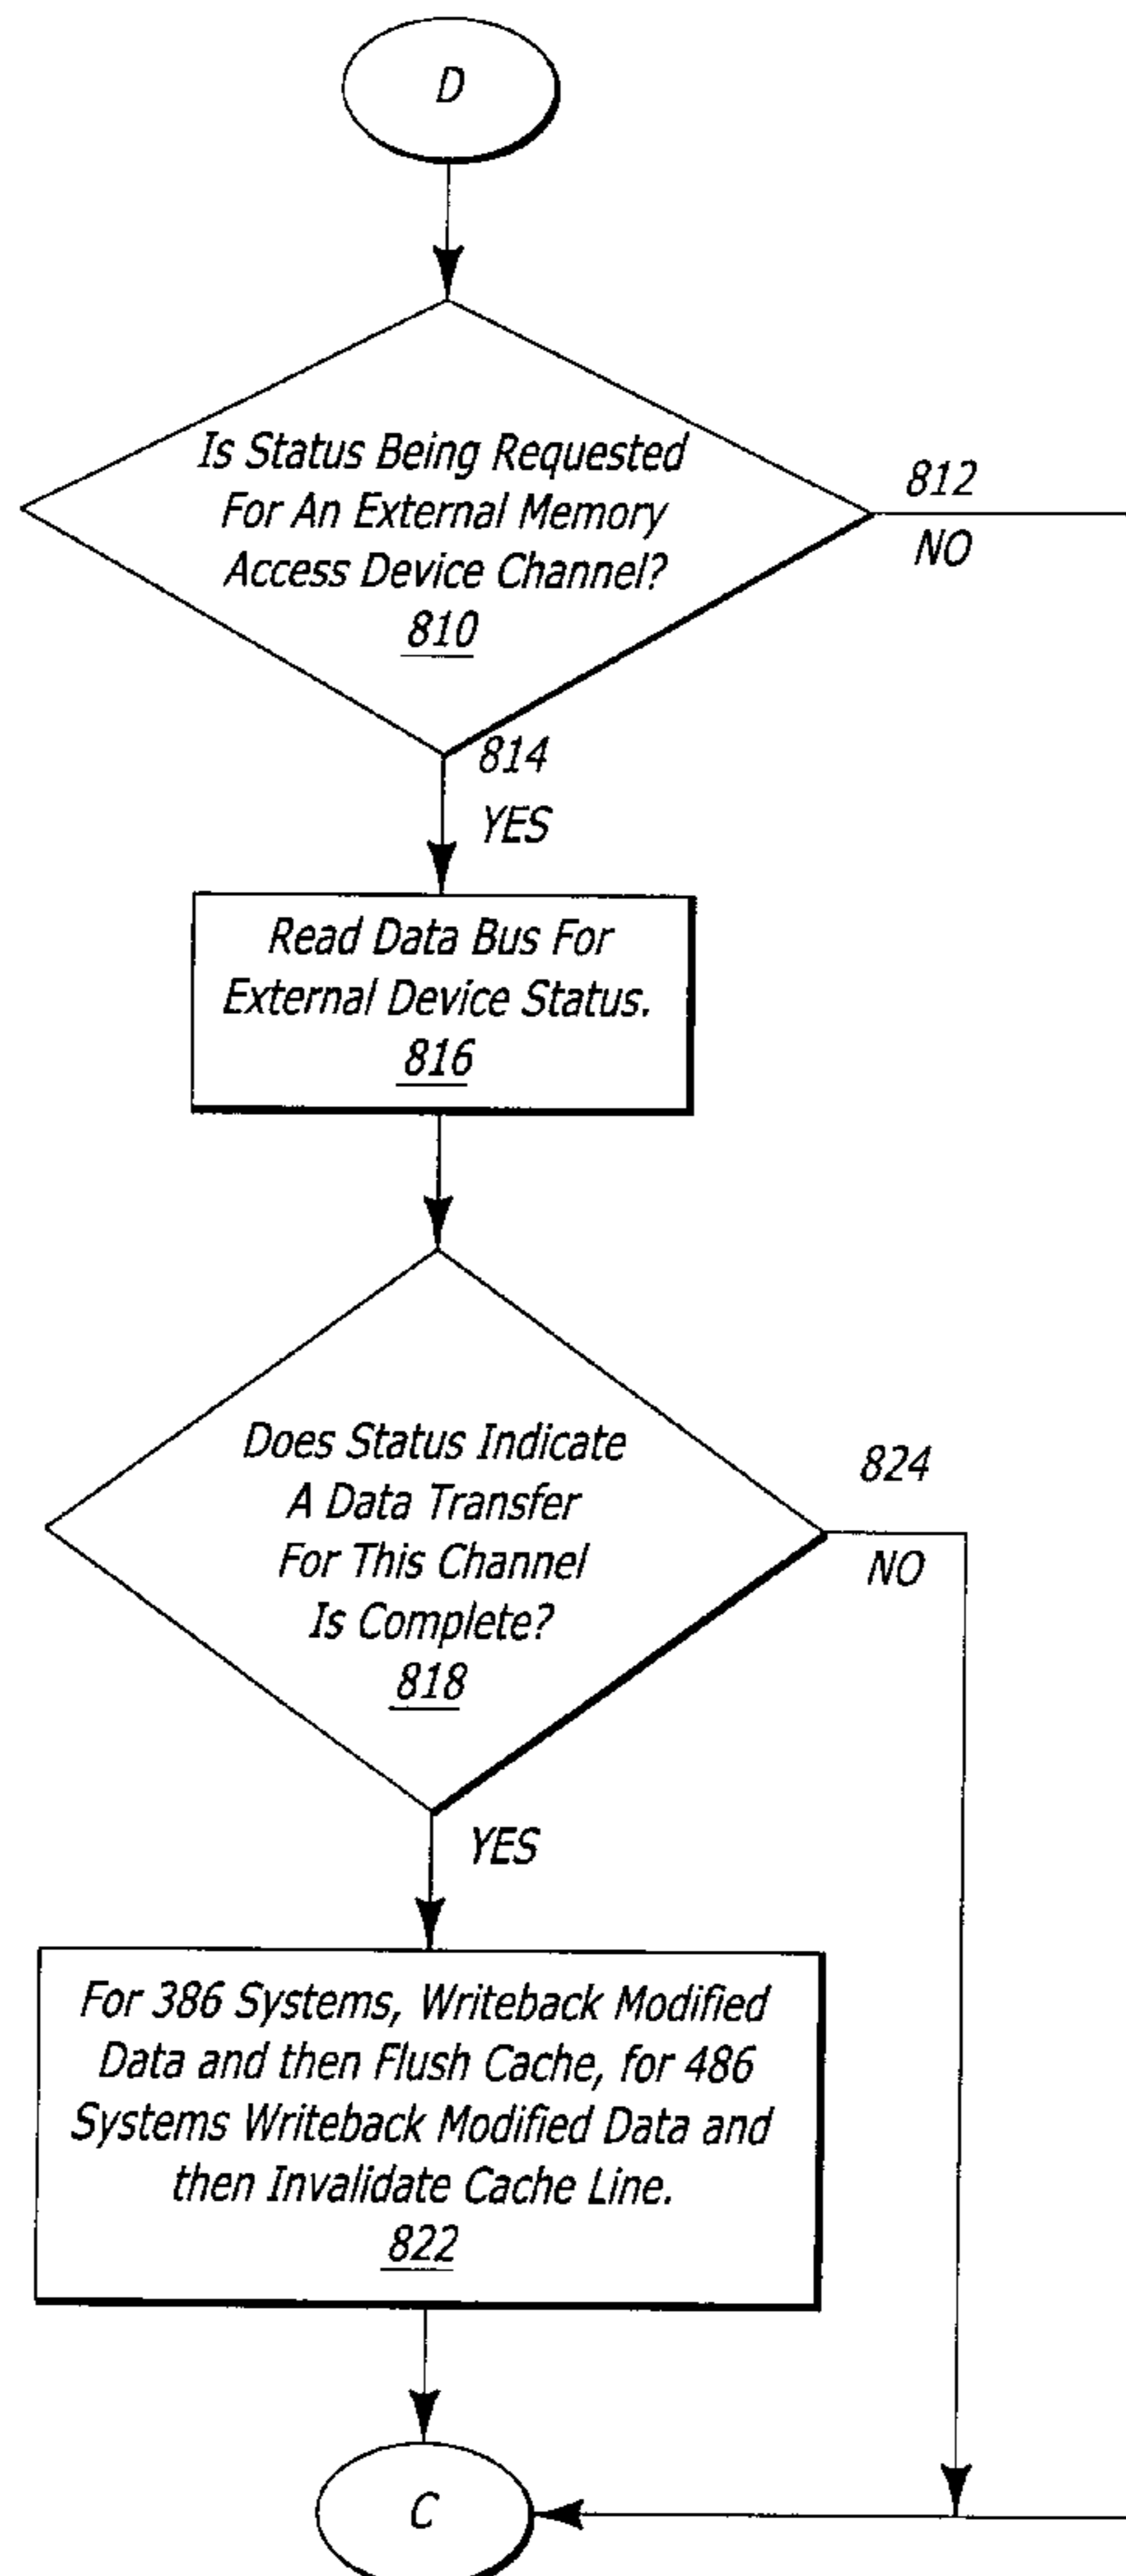 D
Is Status Being Requested
For An External Memory
Access Device Channel?
810
812
NO
814
YES
Read Data Bus For
External Device Status.
816
Does Status Indicate
A Data Transfer
For This Channel
Is Complete?
818
824
NO
YES
For 386 Systems, Writeback Modified
Data and then Flush Cache, for 486
Systems Writeback Modified Data and
then Invalidate Cache Line.
822
C